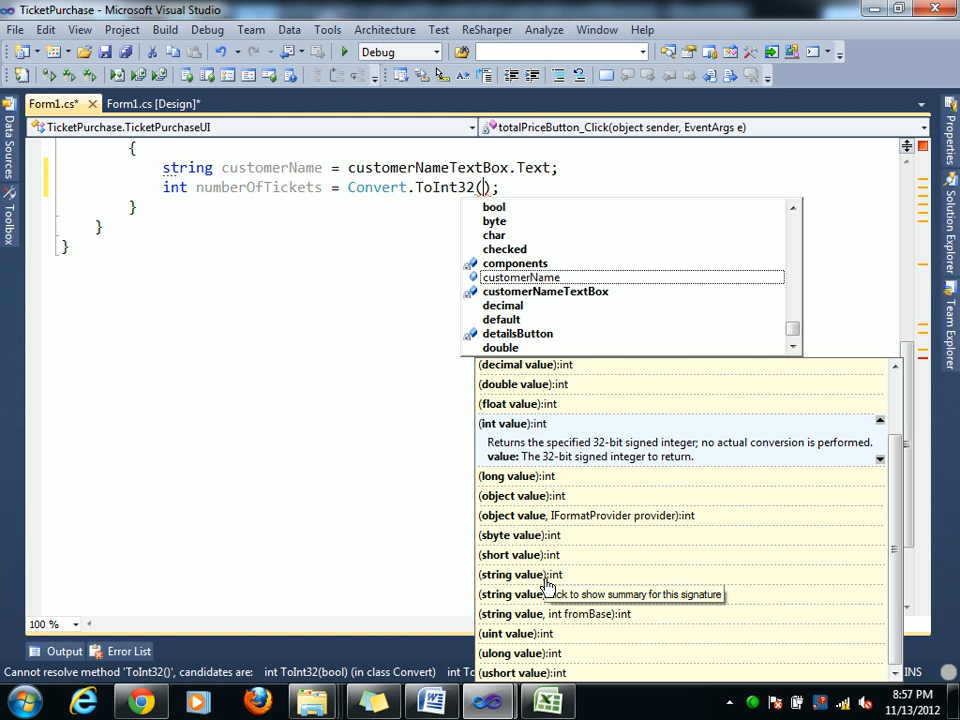 TicketPurchase - Microsoft Visual Studio
File Edit View Project Build Debug Team Data Tools Architecture Test ReSharper Analyze Window Help
Debug
Form1.cs* Form1.cs [Design]*
TicketPurchase.TicketPurchaseUI totalPriceButton_Click(object sender, EventArgs e)
{
string customerName = customerNameTextBox.Text;
int numberOfTickets = Convert.ToInt32();
}
}
}
bool
byte
char
checked
components
customerName
customerNameTextBox
decimal
default
detailsButton
double
(decimal value):int
(double value):int
(float value):int
(int value):int
Returns the specified 32-bit signed integer; no actual conversion is performed.
value: The 32-bit signed integer to return.
(long value):int
(object value):int
(object value, IFormatProvider provider):int
(sbyte value):int
(short value):int
(string value):int
(string value
click to show summary for this signature
(string value, int fromBase):int
(uint value):int
(ulong value):int
(ushort value):int
Data Sources
Toolbox
Properties
Solution Explorer
Team Explorer
100 %
Output Error List
Cannot resolve method 'ToInt32()', candidates are: int ToInt32(bool) (in class Convert) int To
INS
8:57 PM
11/13/2012